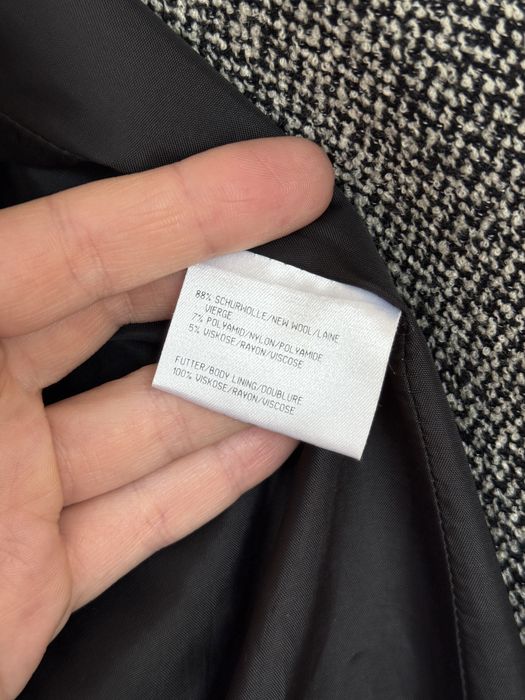 88% SCHURWOLLE/NEW WOOL/LAINE
VIERGE
7% POLYAMID/NYLON/POLYAMIDE
5% VISKOSE/RAYON/VISCOSE
FUTTER/BODY LINING/DOUBLURE
100% VISKOSE/RAYON/VISCOSE